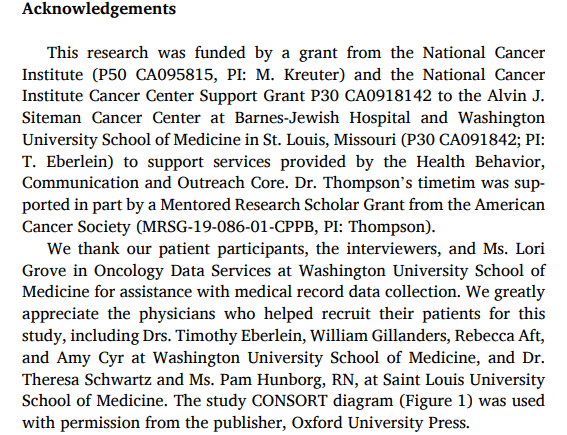 Acknowledgements
This research was funded by a grant from the National Cancer
Institute (P50 CA095815, PI: M. Kreuter) and the National Cancer
Institute Cancer Center Support Grant P30 CA0918142 to the Alvin J.
Siteman Cancer Center at Barnes-Jewish Hospital and Washington
University School of Medicine in St. Louis, Missouri (P30 CA091842; PI:
T. Eberlein) to support services provided by the Health Behavior,
Communication and Outreach Core. Dr. Thompson's timetim was sup-
ported in part by a Mentored Research Scholar Grant from the American
Cancer Society (MRSG-19-086-01-CPPB, PI: Thompson).
We thank our patient participants, the interviewers, and Ms. Lori
Grove in Oncology Data Services at Washington University School of
Medicine for assistance with medical record data collection. We greatly
appreciate the physicians who helped recruit their patients for this
study, including Drs. Timothy Eberlein, William Gillanders, Rebecca Aft,
and Amy Cyr at Washington University School of Medicine, and Dr.
Theresa Schwartz and Ms. Pam Hunborg, RN, at Saint Louis University
School of Medicine. The study CONSORT diagram (Figure 1) was used
with permission from the publisher, Oxford University Press.